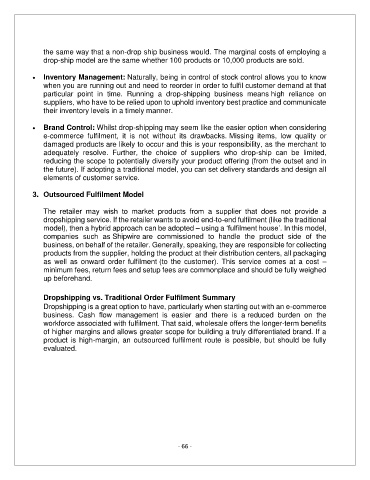 the same way that a non-drop ship business would. The marginal costs of employing a
drop-ship model are the same whether 100 products or 10,000 products are sold.
• Inventory Management: Naturally, being in control of stock control allows you to know
when you are running out and need to reorder in order to fulfil customer demand at that
particular point in time. Running a drop-shipping business means high reliance on
suppliers, who have to be relied upon to uphold inventory best practice and communicate
their inventory levels in a timely manner.
• Brand Control: Whilst drop-shipping may seem like the easier option when considering
e-commerce fulfilment, it is not without its drawbacks. Missing items, low quality or
damaged products are likely to occur and this is your responsibility, as the merchant to
adequately resolve. Further, the choice of suppliers who drop-ship can be limited,
reducing the scope to potentially diversify your product offering (from the outset and in
the future). If adopting a traditional model, you can set delivery standards and design all
elements of customer service.
3. Outsourced Fulfilment Model
The retailer may wish to market products from a supplier that does not provide a
dropshipping service. If the retailer wants to avoid end-to-end fulfilment (like the traditional
model), then a hybrid approach can be adopted – using a 'fulfilment house'. In this model,
companies such as Shipwire are commissioned to handle the product side of the
business, on behalf of the retailer. Generally, speaking, they are responsible for collecting
products from the supplier, holding the product at their distribution centers, all packaging
as well as onward order fulfilment (to the customer). This service comes at a cost –
minimum fees, return fees and setup fees are commonplace and should be fully weighed
up beforehand.
Dropshipping vs. Traditional Order Fulfilment Summary
Dropshipping is a great option to have, particularly when starting out with an e-commerce
business. Cash flow management is easier and there is a reduced burden on the
workforce associated with fulfilment. That said, wholesale offers the longer-term benefits
of higher margins and allows greater scope for building a truly differentiated brand. If a
product is high-margin, an outsourced fulfilment route is possible, but should be fully
evaluated.
- 66 -